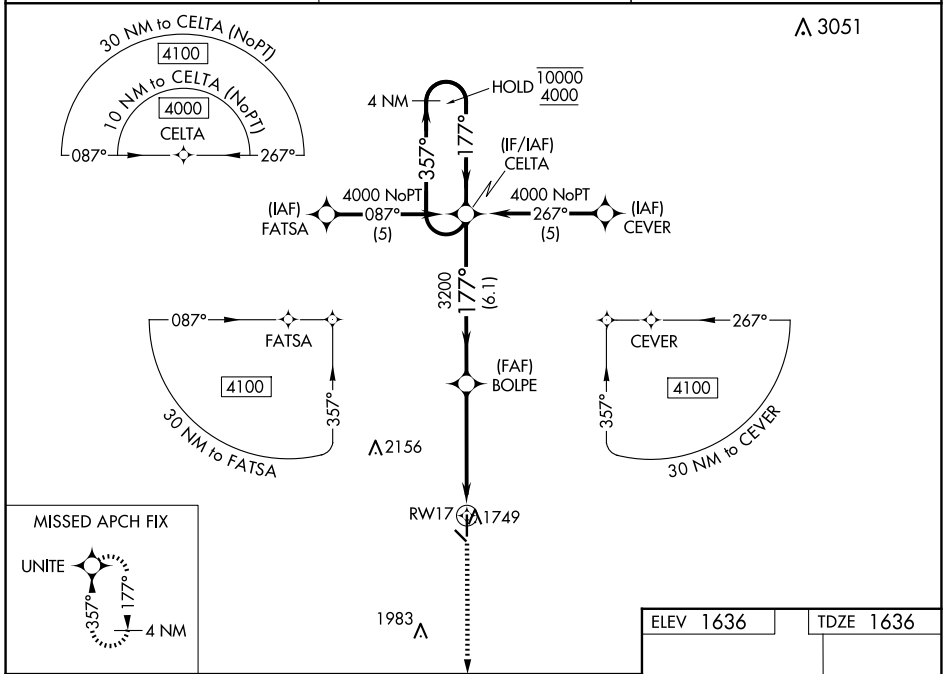 30 NM to CELTA (NoPT)
4100
10 NM to CELTA (NoPT)
4000
CELTA
087°
267°
3051
4 NM
HOLD
10000
4000
357°
177°
(IF/IAF)
CELTA
(IAF)
FATSA
4000 NoPT
087°
(5)
4000 NoPT
267°
(5)
(IAF)
CEVER
3200
177°
(6.1)
087°
FATSA
4100
357°
30 NM to FATSA
267°
CEVER
4100
357°
30 NM to CEVER
(FAF)
BOLPE
2156
RW17
1749
MISSED APCH FIX
UNITE
357°
177°
4 NM
1983
ELEV 1636
TDZE 1636